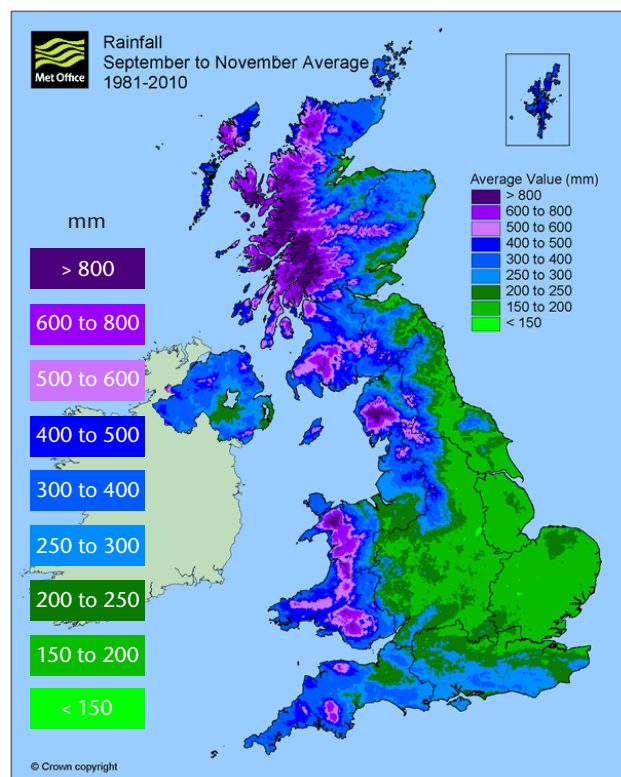 Met Office
Rainfall
September to November Average
1981-2010
mm
> 800
600 to 800
500 to 600
400 to 500
300 to 400
250 to 300
200 to 250
150 to 200
< 150
Average Value (mm)
> 800
600 to 800
500 to 600
400 to 500
300 to 400
250 to 300
200 to 250
150 to 200
< 150
© Crown copyright